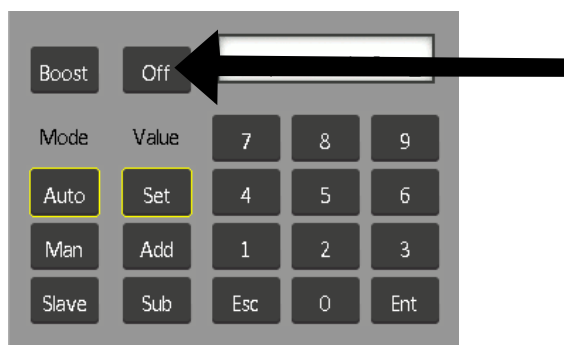 Boost Off
Mode Value 7 8 9
Auto Set 4 5 6
Man Add 1 2 3
Slave Sub Esc 0 Ent